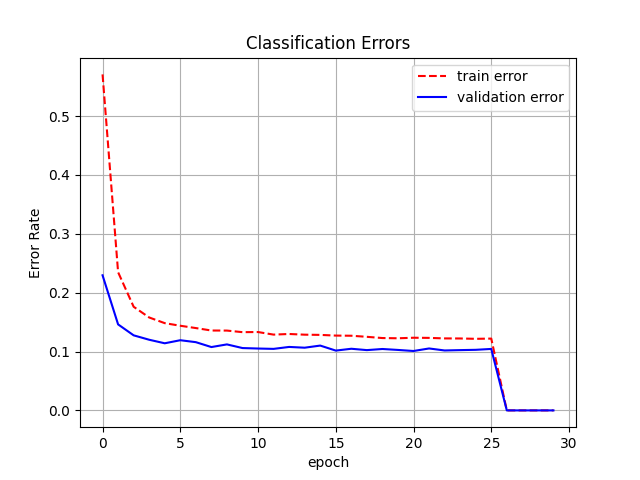 Classification Errors
train error
validation error
0.5
0.4
0.3
0.2
0.1
0.0
Error Rate
0 5 10 15 20 25 30
epoch